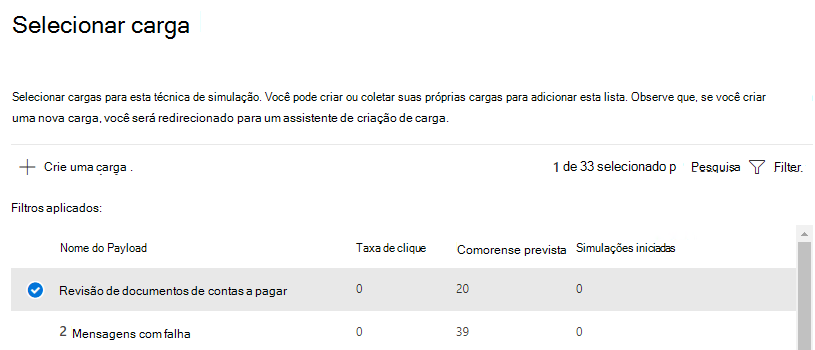 Selecionar carga
Selecionar cargas para esta técnica de simulação. Você pode criar ou coletar suas próprias cargas para adicionar esta lista. Observe que, se você criar
uma nova carga, você será redirecionado para um assistente de criação de carga.
Crie uma carga .
1 de 33 selecionado p Pesquisa Filter.
Filtros aplicados:
Nome do Payload Taxa de clique Comorense prevista Simulações iniciadas
Revisão de documentos de contas a pagar 0 20 0
2 Mensagens com falha 0 39 0